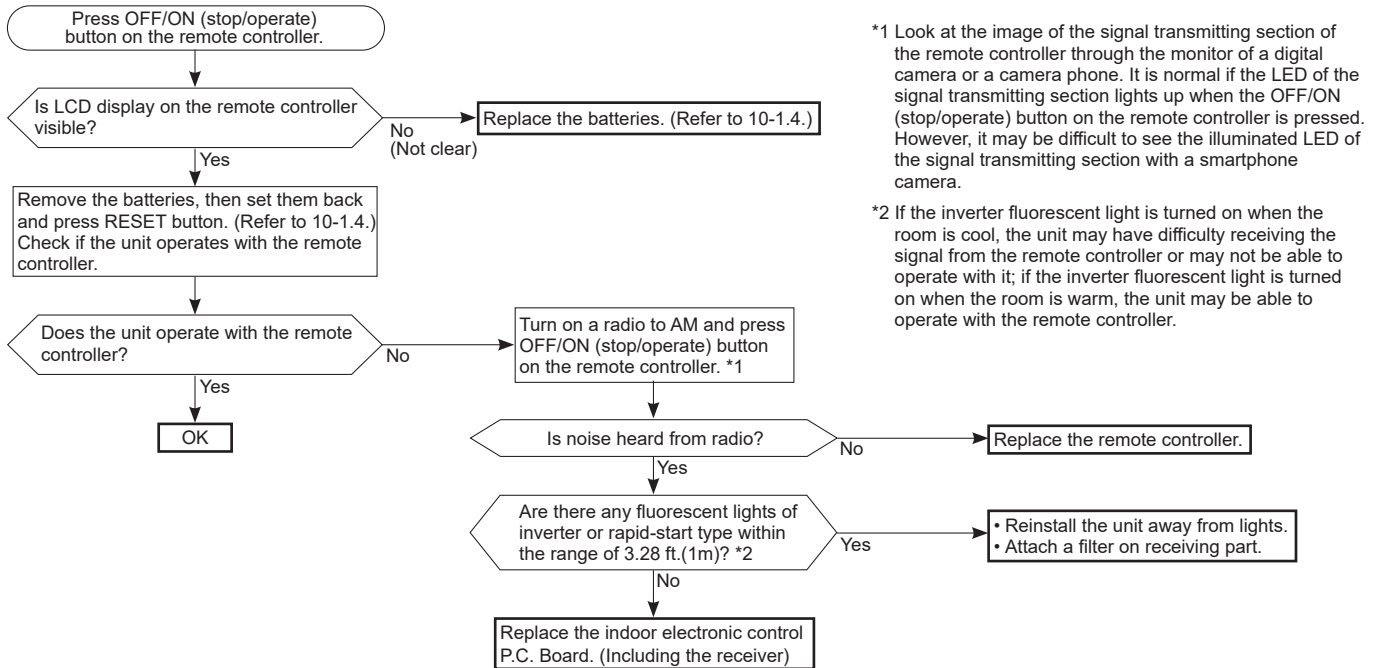 Press OFF/ON (stop/operate)
button on the remote controller.
Is LCD display on the remote controller
visible?
No
(Not clear)
Replace the batteries. (Refer to 10-1.4.)
Yes
Remove the batteries, then set them back
and press RESET button. (Refer to 10-1.4.)
Check if the unit operates with the remote
controller.
Does the unit operate with the remote
controller?
No
Yes
OK
Turn on a radio to AM and press
OFF/ON (stop/operate) button
on the remote controller. *1
Is noise heard from radio?
No
Replace the remote controller.
Yes
Are there any fluorescent lights of
inverter or rapid-start type within
the range of 3.28 ft.(1m)? *2
Yes
• Reinstall the unit away from lights.
• Attach a filter on receiving part.
No
Replace the indoor electronic control
P.C. Board. (Including the receiver)
*1 Look at the image of the signal transmitting section of
the remote controller through the monitor of a digital
camera or a camera phone. It is normal if the LED of the
signal transmitting section lights up when the OFF/ON
(stop/operate) button on the remote controller is pressed.
However, it may be difficult to see the illuminated LED of
the signal transmitting section with a smartphone
camera.
*2 If the inverter fluorescent light is turned on when the
room is cool, the unit may have difficulty receiving the
signal from the remote controller or may not be able to
operate with it; if the inverter fluorescent light is turned
on when the room is warm, the unit may be able to
operate with the remote controller.